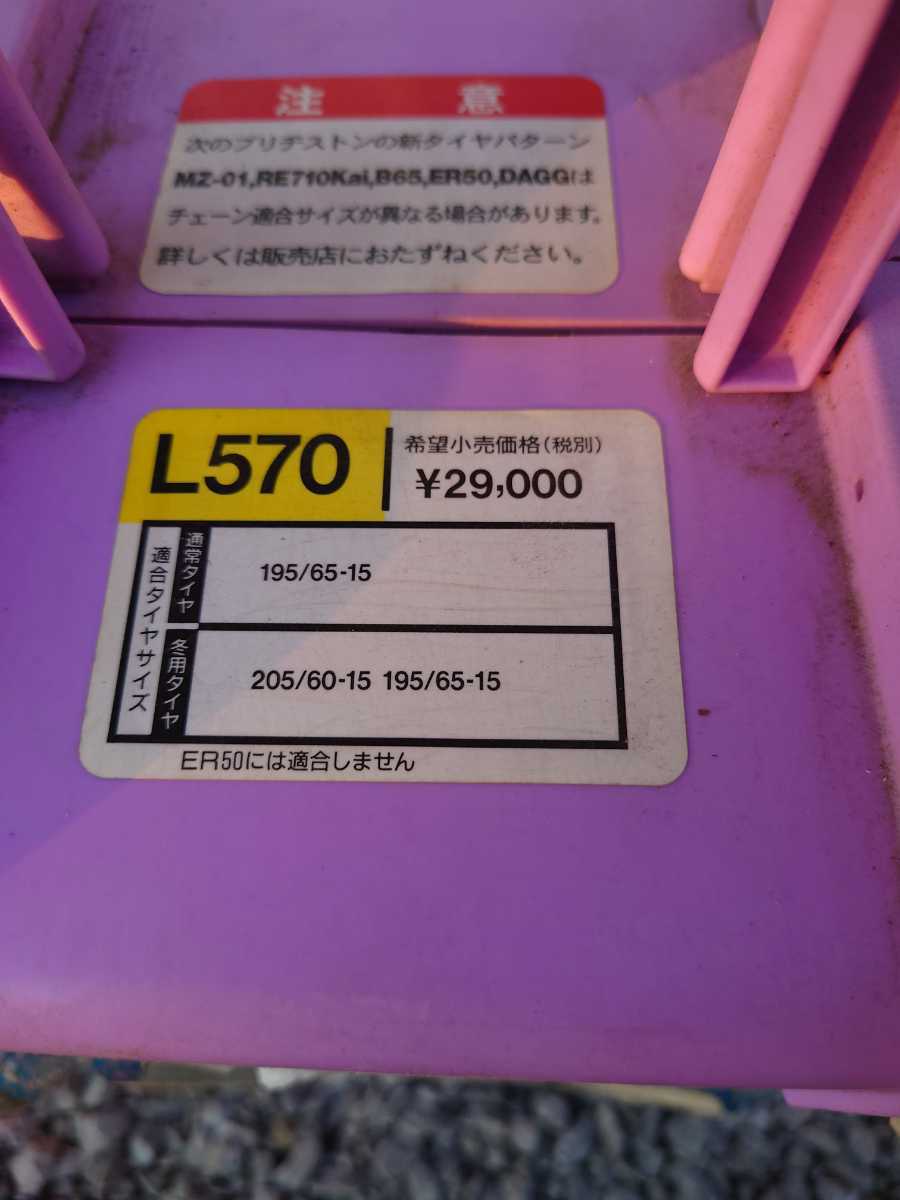 注 意
次のブリヂストンの新タイヤパターン
MZ-01,RE710Kai,B65,ER50,DAGGは
チェーン適合サイズが異なる場合があります。
詳しくは販売店におたずねください。
L570
希望小売価格(税別)
¥29,000
適合タイヤサイズ
通常タイヤ
195/65-15
冬用タイヤ
205/60-15 195/65-15
ER50には適合しません